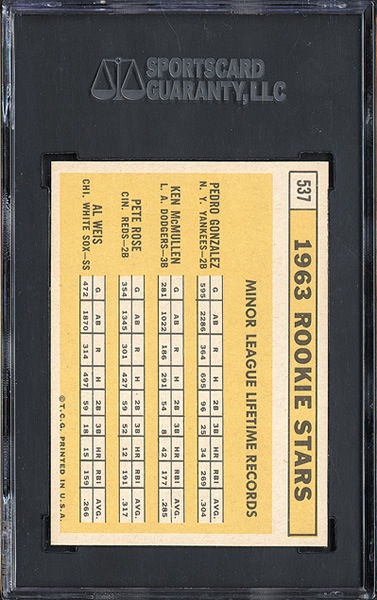 SPORTSCARD
GUARANTY, LLC
537 1963 ROOKIE STARS
MINOR LEAGUE LIFETIME RECORDS
PEDRO GONZALEZ
N. Y. YANKEES—2B
G AB R H 2B 3B HR RBI AVG.
595 2286 364 695 96 25 34 269 .304
KEN McMULLEN
L. A. DODGERS—3B
G AB R H 2B 3B HR RBI AVG.
281 1022 186 291 54 8 42 177 .285
PETE ROSE
CIN. REDS—2B
G AB R H 2B 3B HR RBI AVG.
354 1345 301 427 59 52 12 191 .317
AL WEIS
CHI. WHITE SOX—SS
G AB R H 2B 3B HR RBI AVG.
472 1870 314 497 59 18 15 159 .266
© T.C.G. PRINTED IN U.S.A.